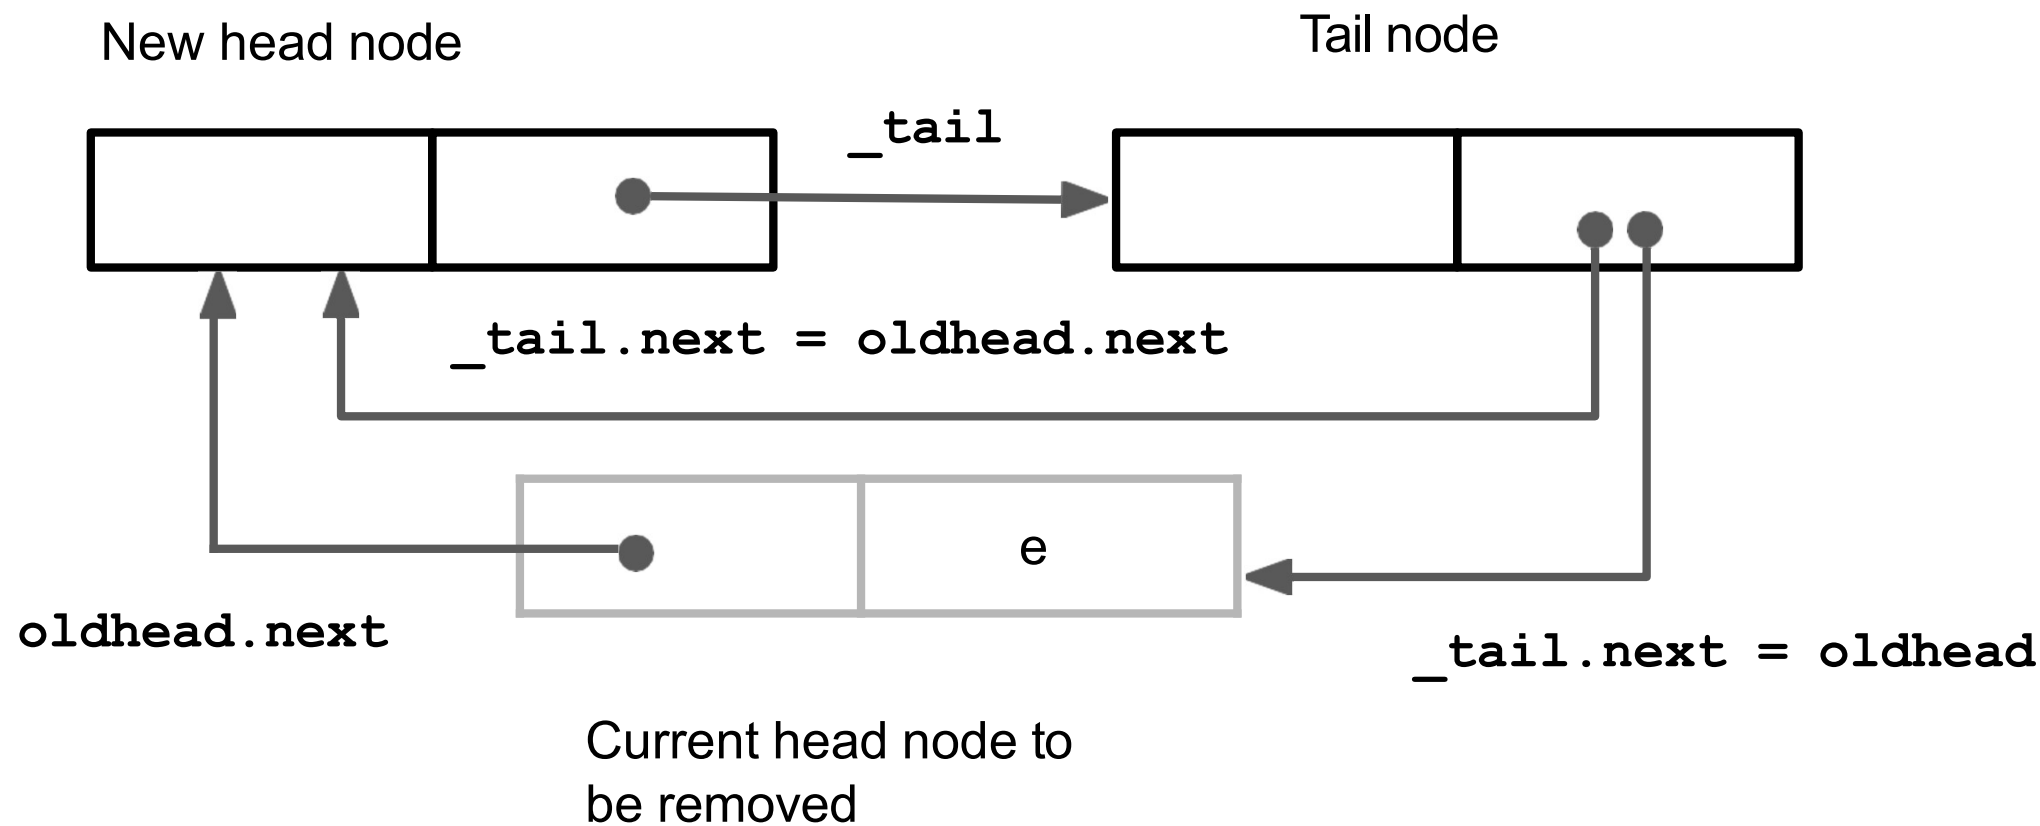 New head node
Tail node
_tail
_tail.next = oldhead.next
e
oldhead.next
_tail.next = oldhead
Current head node to
be removed